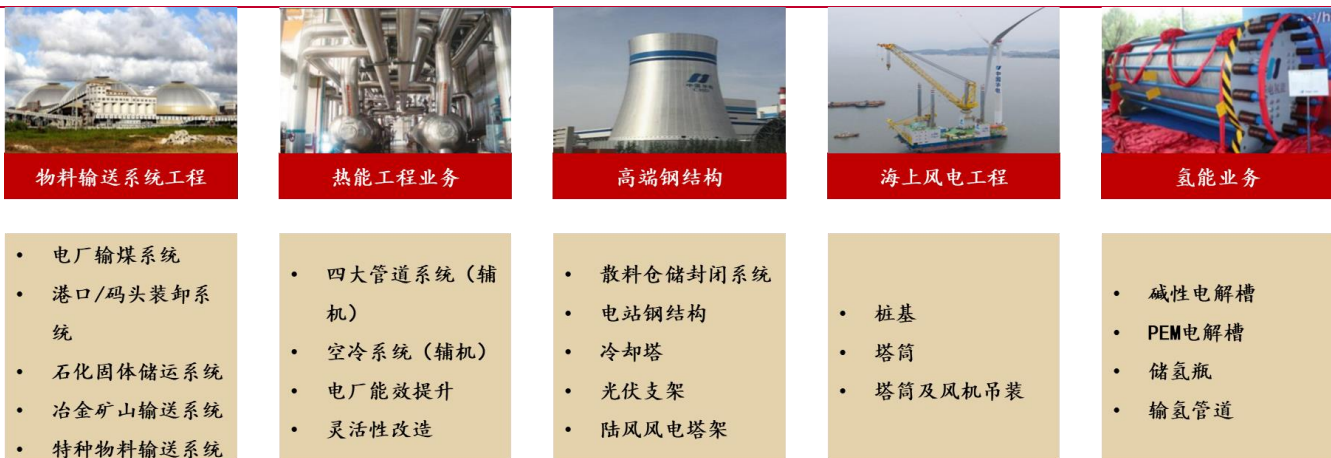 物料输送系统工程
热能工程业务
高端钢结构
海上风电工程
氢能业务
• 电厂输煤系统
• 港口/码头装卸系
统
• 石化固体储运系统
• 冶金矿山输送系统
• 特种物料输送系统
• 四大管道系统（辅
机）
• 空冷系统（辅机）
• 电厂能效提升
• 灵活性改造
• 散料仓储封闭系统
• 电站钢结构
• 冷却塔
• 光伏支架
• 陆风风电塔架
• 桩基
• 塔筒
• 塔筒及风机吊装
• 碱性电解槽
• PEM电解槽
• 储氢瓶
• 输氢管道